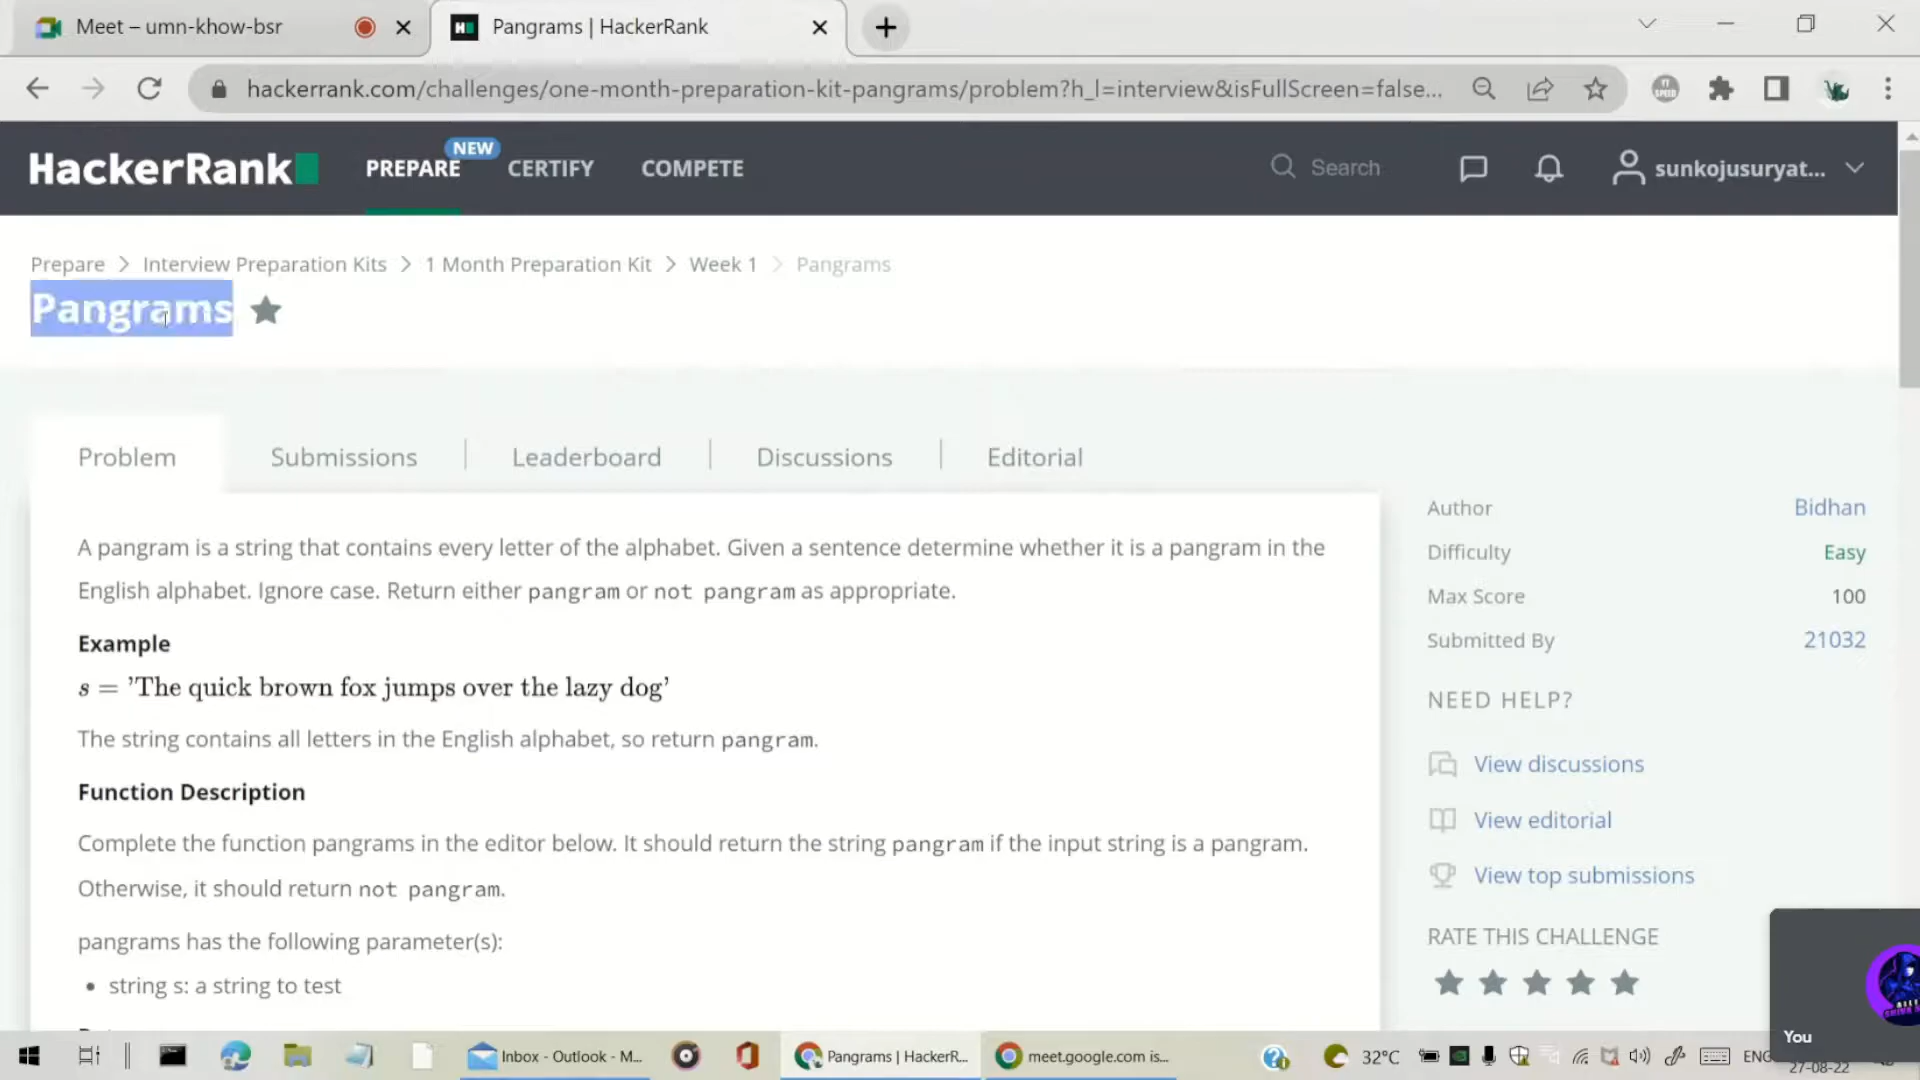 Meet – umn-khow-bsr
Pangrams | HackerRank
hackerrank.com/challenges/one-month-preparation-kit-pangrams/problem?h_l=interview&isFullScreen=false...
HackerRank
PREPARE
NEW
CERTIFY
COMPETE
Search
sunkojusuryat...
Prepare > Interview Preparation Kits > 1 Month Preparation Kit > Week 1 > Pangrams
Pangrams
Problem
Submissions
Leaderboard
Discussions
Editorial
A pangram is a string that contains every letter of the alphabet. Given a sentence determine whether it is a pangram in the
English alphabet. Ignore case. Return either pangram or not pangram as appropriate.
Example
s = 'The quick brown fox jumps over the lazy dog'
The string contains all letters in the English alphabet, so return pangram.
Function Description
Complete the function pangrams in the editor below. It should return the string pangram if the input string is a pangram.
Otherwise, it should return not pangram.
pangrams has the following parameter(s):
• string s: a string to test
Author Bidhan
Difficulty Easy
Max Score 100
Submitted By 21032
NEED HELP?
View discussions
View editorial
View top submissions
RATE THIS CHALLENGE
You
Inbox - Outlook - M...
Pangrams | HackerR...
meet.google.com is...
32°C
ENG
27-08-22